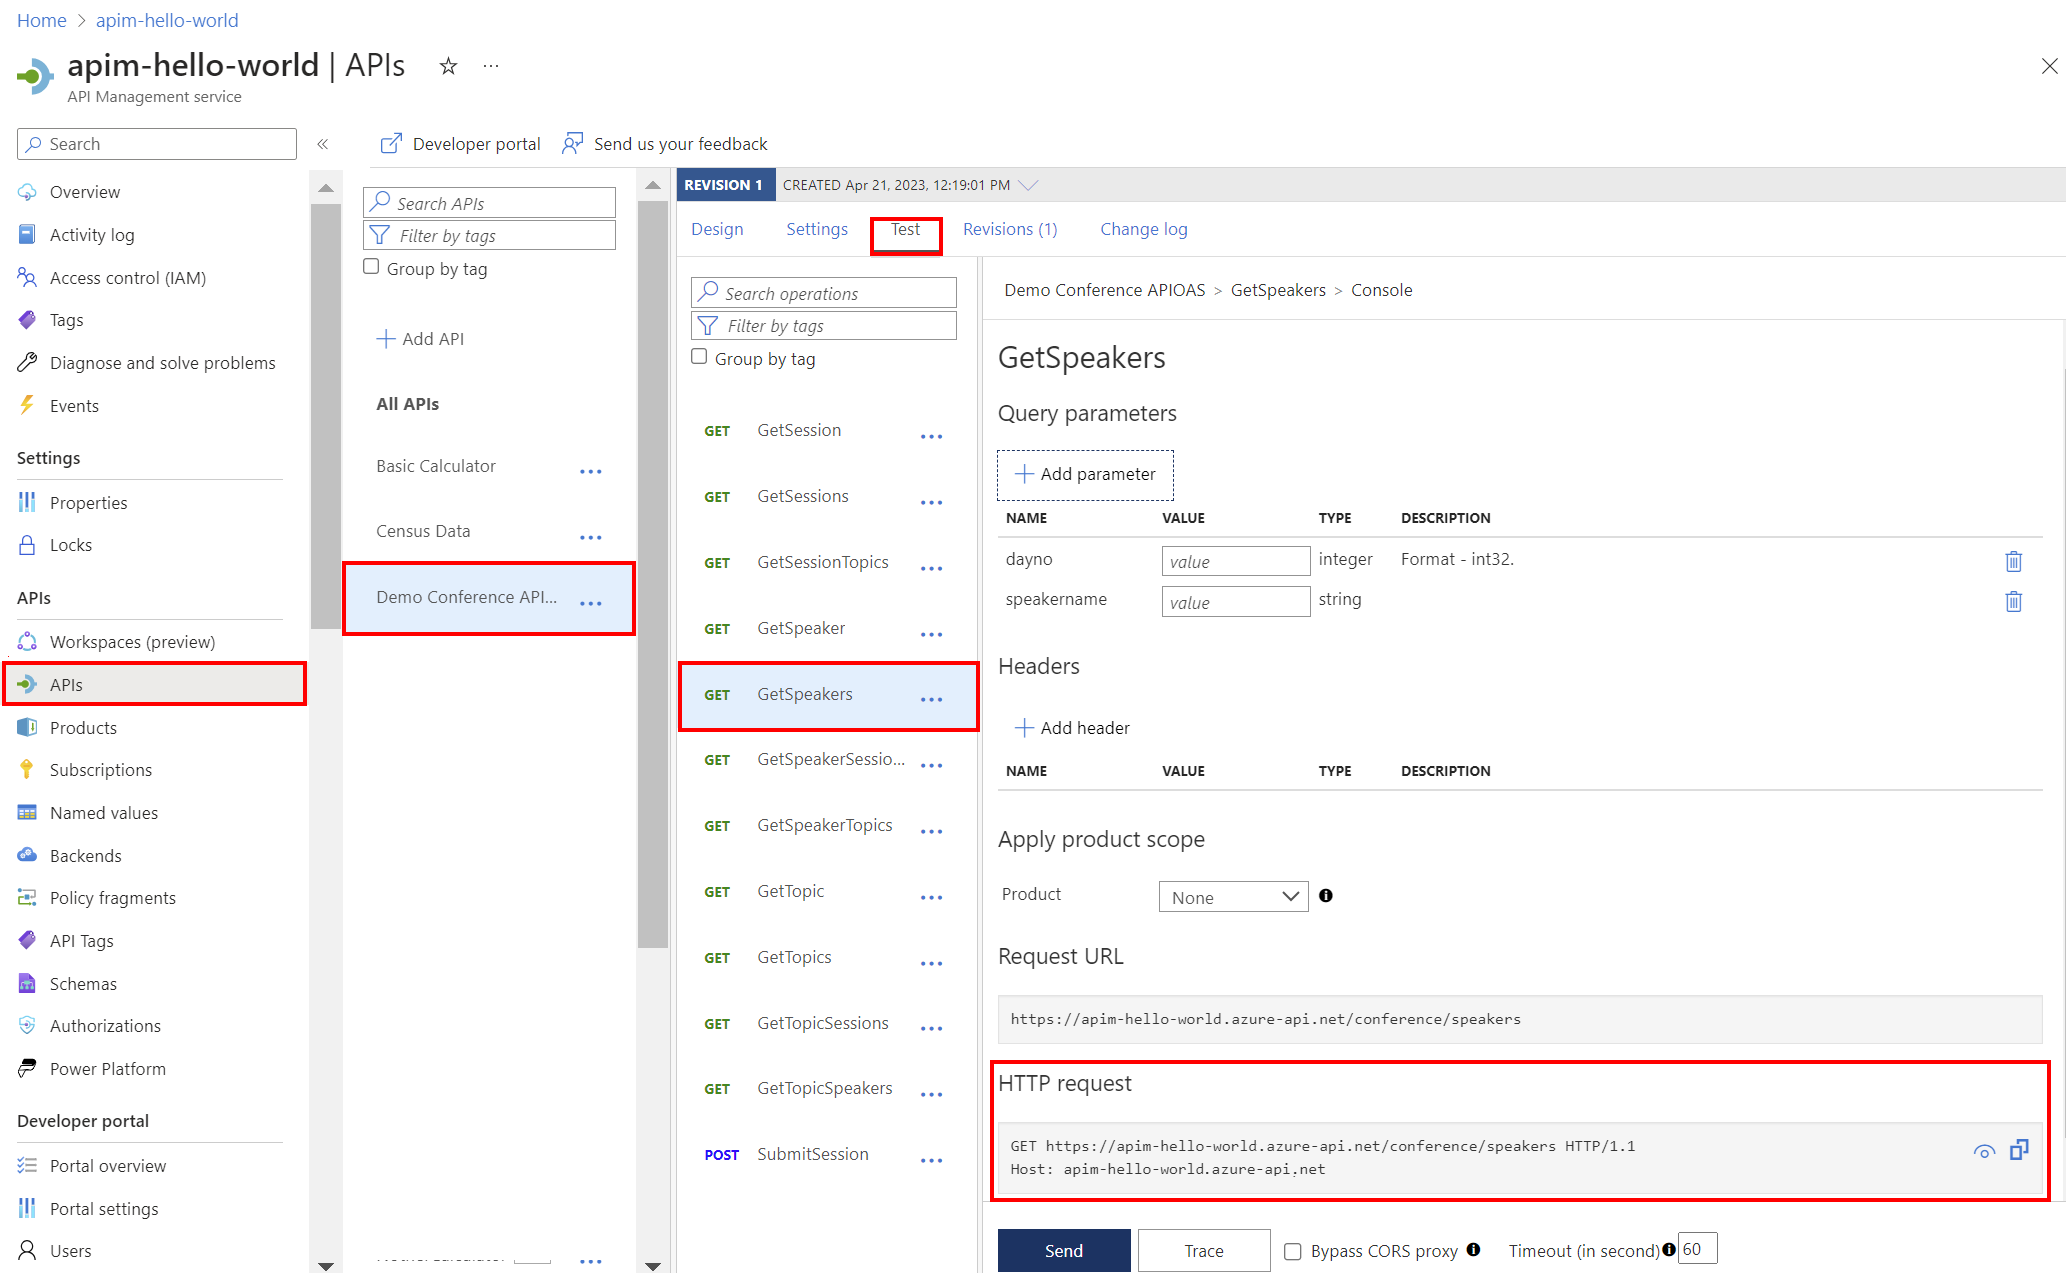 Home > apim-hello-world
apim-hello-world | APIs
API Management service
Search
Overview
Activity log
Access control (IAM)
Tags
Diagnose and solve problems
Events
Settings
Properties
Locks
APIs
Workspaces (preview)
APIs
Products
Subscriptions
Named values
Backends
Policy fragments
API Tags
Schemas
Authorizations
Power Platform
Developer portal
Portal overview
Portal settings
Users
Developer portal
Send us your feedback
Search APIs
Filter by tags
Group by tag
Add API
All APIs
Basic Calculator
Census Data
Demo Conference API...
REVISION 1
CREATED Apr 21, 2023, 12:19:01 PM
Design Settings Test Revisions (1) Change log
Search operations
Filter by tags
Group by tag
GET GetSession
GET GetSessions
GET GetSessionTopics
GET GetSpeaker
GET GetSpeakers
GET GetSpeakerSessio...
GET GetSpeakerTopics
GET GetTopic
GET GetTopics
GET GetTopicSessions
GET GetTopicSpeakers
POST SubmitSession
Demo Conference APIOAS > GetSpeakers > Console
GetSpeakers
Query parameters
Add parameter
NAME VALUE TYPE DESCRIPTION
dayno value integer Format - int32.
speakername value string
Headers
Add header
NAME VALUE TYPE DESCRIPTION
Apply product scope
Product None
Request URL
https://apim-hello-world.azure-api.net/conference/speakers
HTTP request
GET https://apim-hello-world.azure-api.net/conference/speakers HTTP/1.1
Host: apim-hello-world.azure-api.net
Send Trace Bypass CORS proxy Timeout (in second) 60